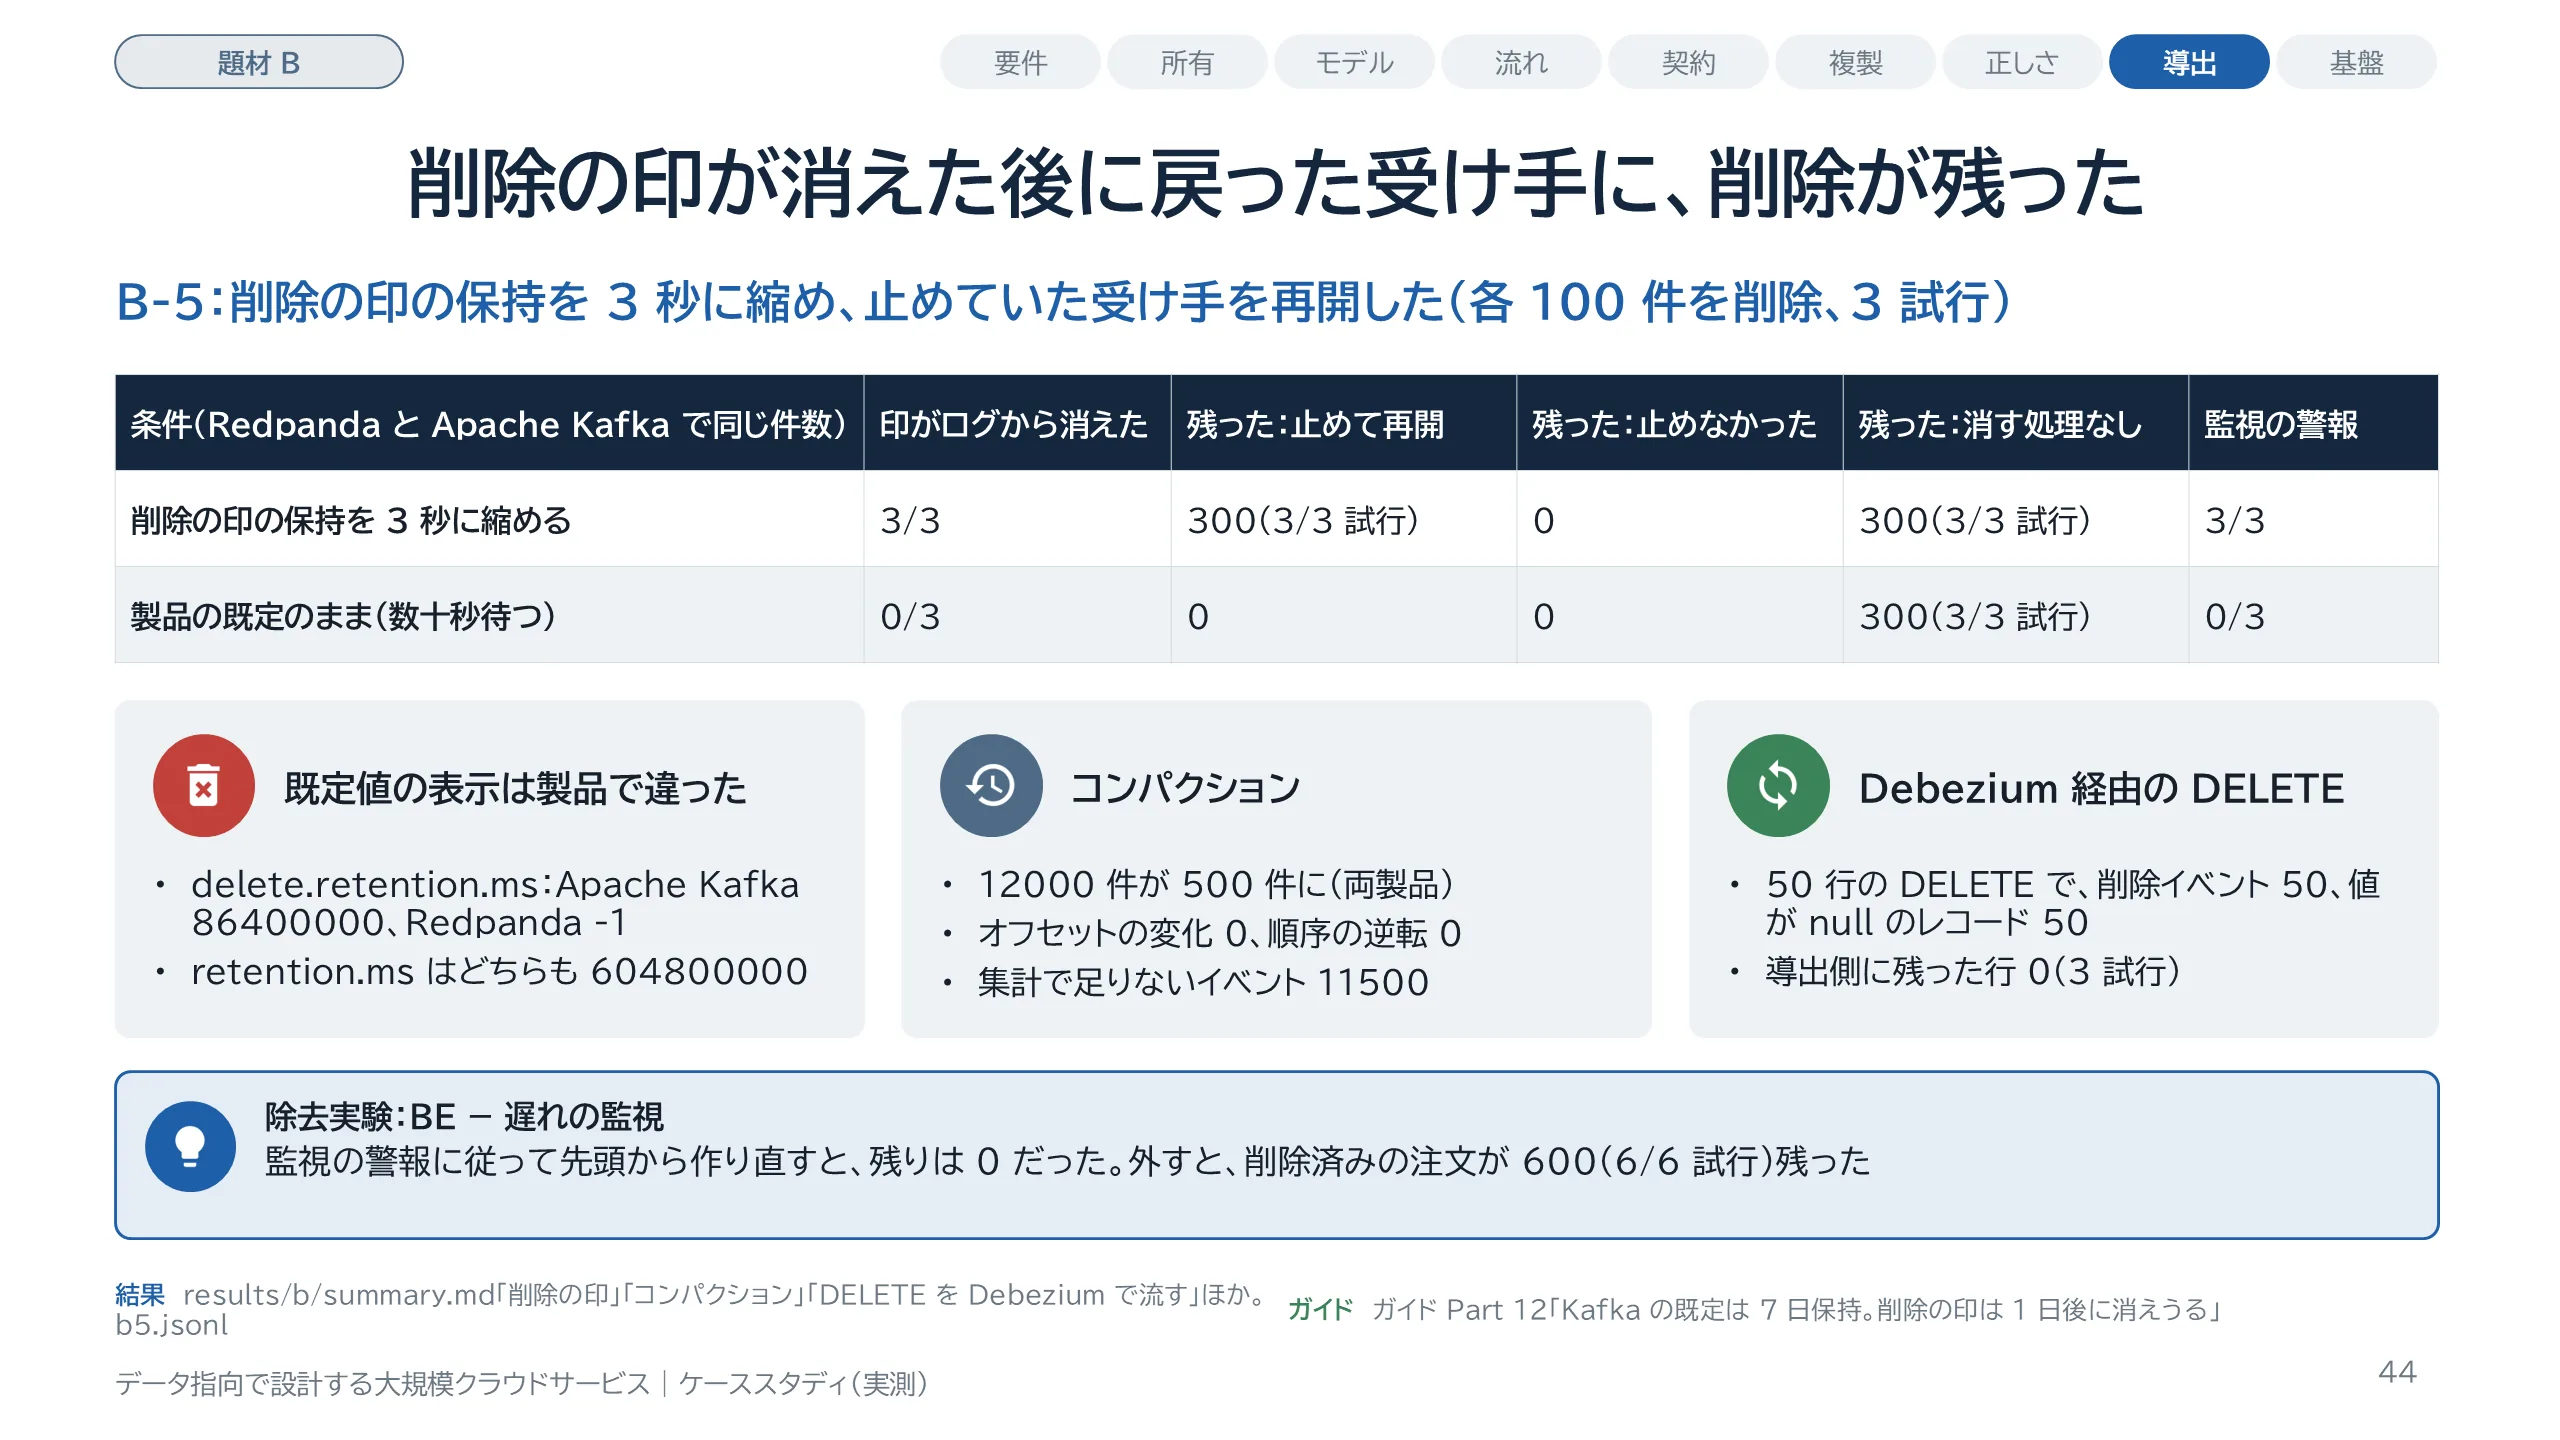 題材 B
要件 所有 モデル 流れ 契約 複製 正しさ 導出 基盤
削除の印が消えた後に戻った受け手に、削除が残った
B-5：削除の印の保持を 3 秒に縮め、止めていた受け手を再開した（各 100 件を削除、3 試行）
条件（Redpanda と Apache Kafka で同じ件数） 印がログから消えた 残った：止めて再開 残った：止めなかった 残った：消す処理なし 監視の警報
削除の印の保持を 3 秒に縮める 3/3 300（3/3 試行） 0 300（3/3 試行） 3/3
製品の既定のまま（数十秒待つ） 0/3 0 0 300（3/3 試行） 0/3
既定値の表示は製品で違った
・ delete.retention.ms：Apache Kafka
86400000、Redpanda -1
・ retention.ms はどちらも 604800000
コンパクション
・ 12000 件が 500 件に（両製品）
・ オフセットの変化 0、順序の逆転 0
・ 集計で足りないイベント 11500
Debezium 経由の DELETE
・ 50 行の DELETE で、削除イベント 50、値
が null のレコード 50
・ 導出側に残った行 0（3 試行）
除去実験：BE − 遅れの監視
監視の警報に従って先頭から作り直すと、残りは 0 だった。外すと、削除済みの注文が 600（6/6 試行）残った
結果 results/b/summary.md「削除の印」「コンパクション」「DELETE を Debezium で流す」ほか。
b5.jsonl
ガイド ガイド Part 12「Kafka の既定は 7 日保持。削除の印は 1 日後に消えうる」
データ指向で設計する大規模クラウドサービス｜ケーススタディ（実測）
44